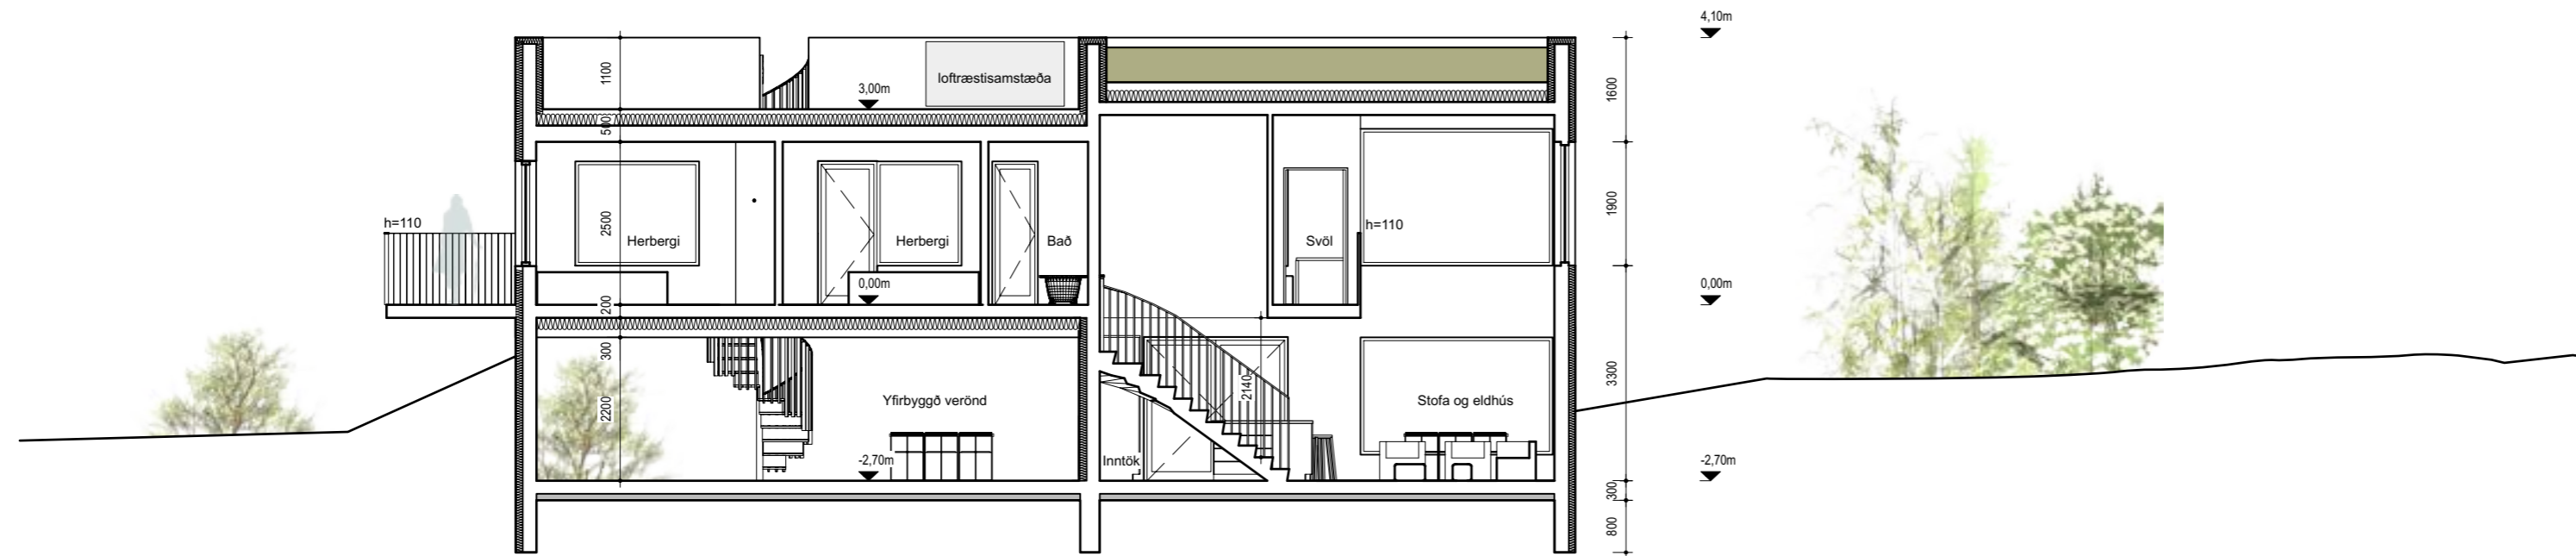 4,10m
loftræstisamstæða
1100
3,00m
1600
500
h=110
2500
Herbergi
Herbergi
Bað
Svöl
h=110
1900
0,00m
0,00m
200
300
2200
Yfirbyggð verönd
2140
Stofa og eldhús
3300
-2,70m
Inntök
-2,70m
300
800